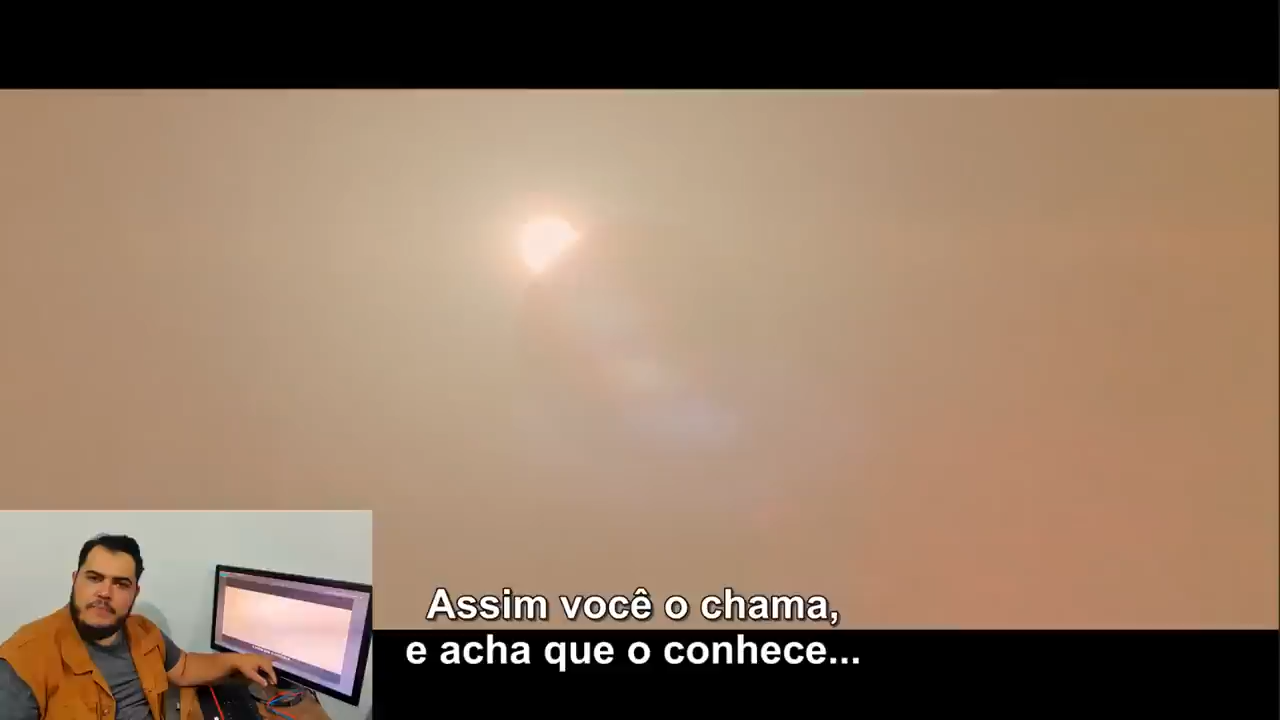 Assim você o chama,
e acha que o conhece...